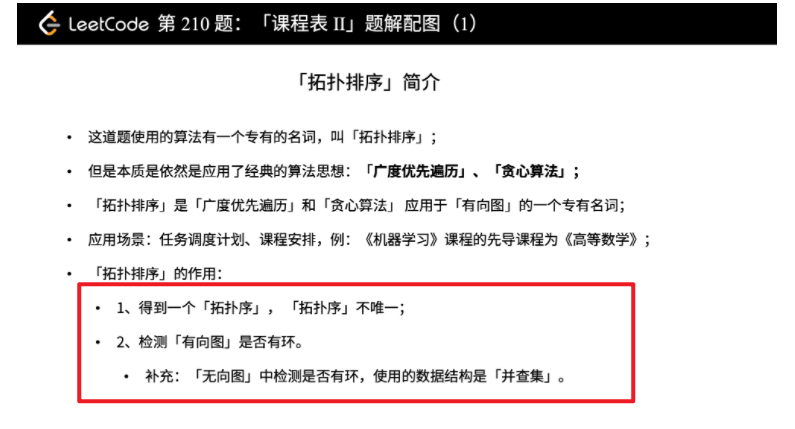 LeetCode 第 210 题：「课程表 II」题解配图（1）
「拓扑排序」简介
• 这道题使用的算法有一个专有的名词，叫「拓扑排序」；
• 但是本质是依然是应用了经典的算法思想：「广度优先遍历」、「贪心算法」；
• 「拓扑排序」是「广度优先遍历」和「贪心算法」 应用于「有向图」的一个专有名词；
• 应用场景：任务调度计划、课程安排，例：《机器学习》课程的先导课程为《高等数学》；
• 「拓扑排序」的作用：
• 1、得到一个「拓扑序」，「拓扑序」不唯一；
• 2、检测「有向图」是否有环。
• 补充：「无向图」中检测是否有环，使用的数据结构是「并查集」。